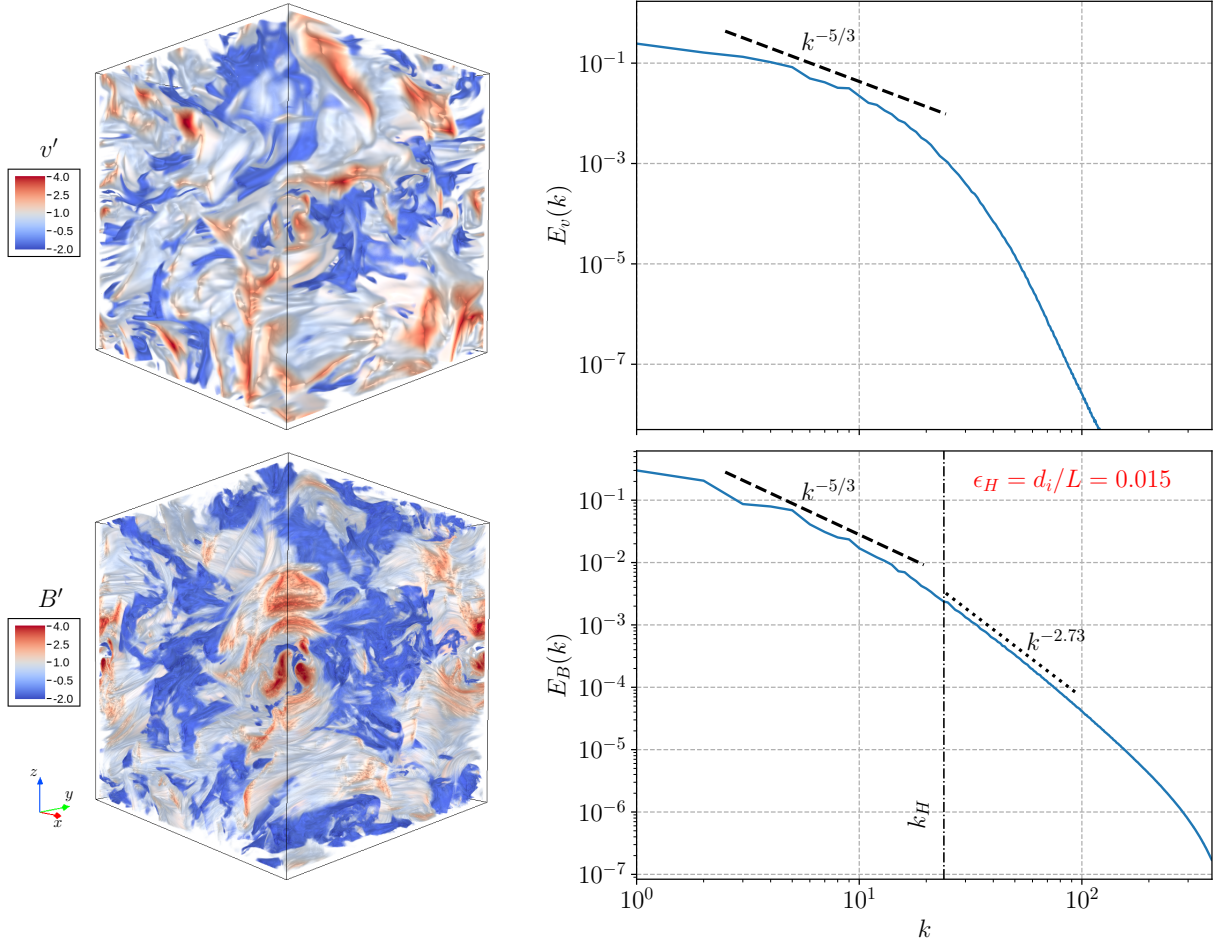 v′
4.0
2.5
1.0
-0.5
-2.0
E_v(k)
10^{-1}
10^{-3}
10^{-5}
10^{-7}
k^{-5/3}
B′
4.0
2.5
1.0
-0.5
-2.0
z
y
x
E_B(k)
10^{-1}
10^{-2}
10^{-3}
10^{-4}
10^{-5}
10^{-6}
10^{-7}
k^{-5/3}
ϵ_H = d_i/L = 0.015
k^{-2.73}
k_H
10^0
10^1
10^2
k